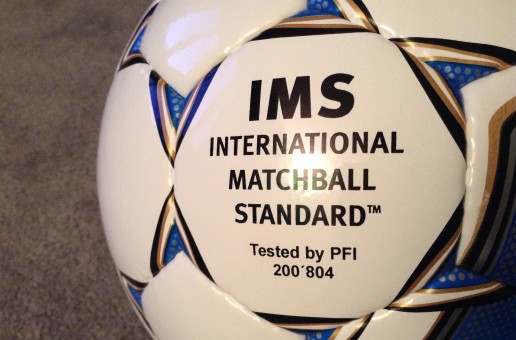 IMS
INTERNATIONAL
MATCHBALL
STANDARD™
Tested by PFI
200´804